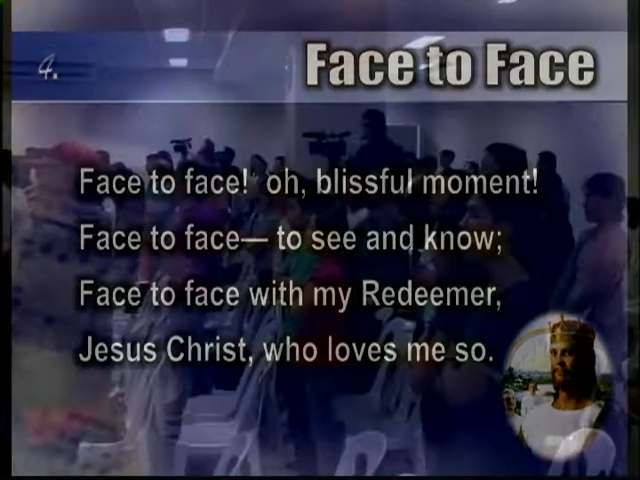 4.
Face to Face
Face to face! oh, blissful moment!
Face to face— to see and know;
Face to face with my Redeemer,
Jesus Christ, who loves me so.